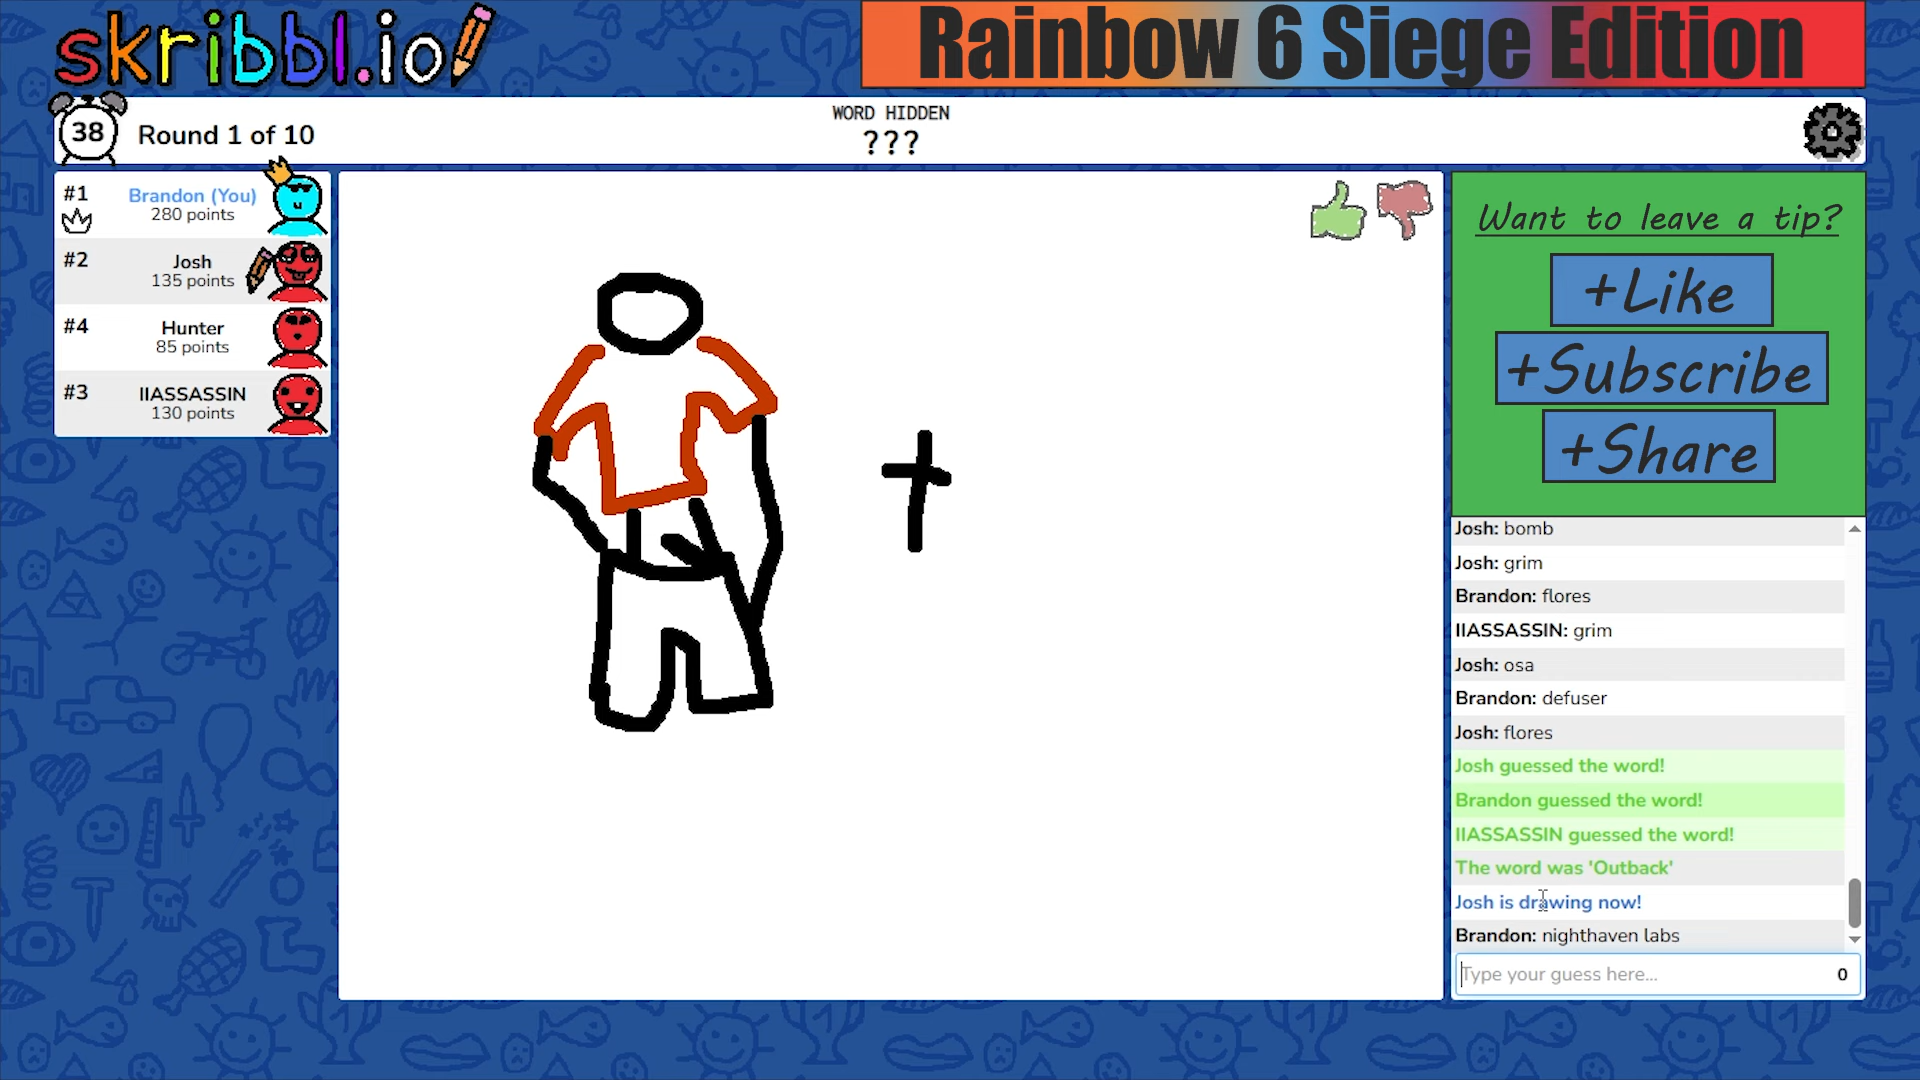 skribbl.io
Rainbow 6 Siege Edition
38
Round 1 of 10
WORD HIDDEN
???
#1
Brandon (You)
280 points
#2
Josh
135 points
#4
Hunter
85 points
#3
IIASSASSIN
130 points
Want to leave a tip?
+Like
+Subscribe
+Share
Josh: bomb
Josh: grim
Brandon: flores
IIASSASSIN: grim
Josh: osa
Brandon: defuser
Josh: flores
Josh guessed the word!
Brandon guessed the word!
IIASSASSIN guessed the word!
The word was 'Outback'
Josh is drawing now!
Brandon: nighthaven labs
Type your guess here...
0